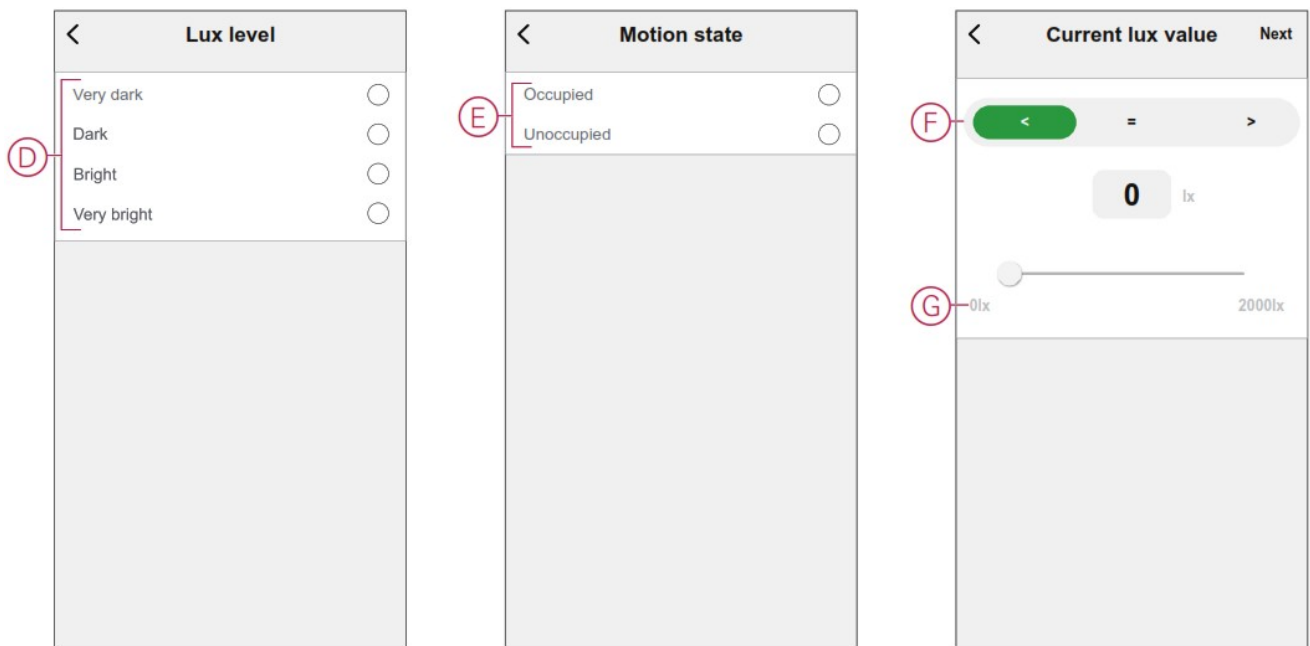 Lux level
D
Very dark
Dark
Bright
Very bright
Motion state
E
Occupied
Unoccupied
Current lux value Next
F
< = >
0 lx
G
0lx 2000lx